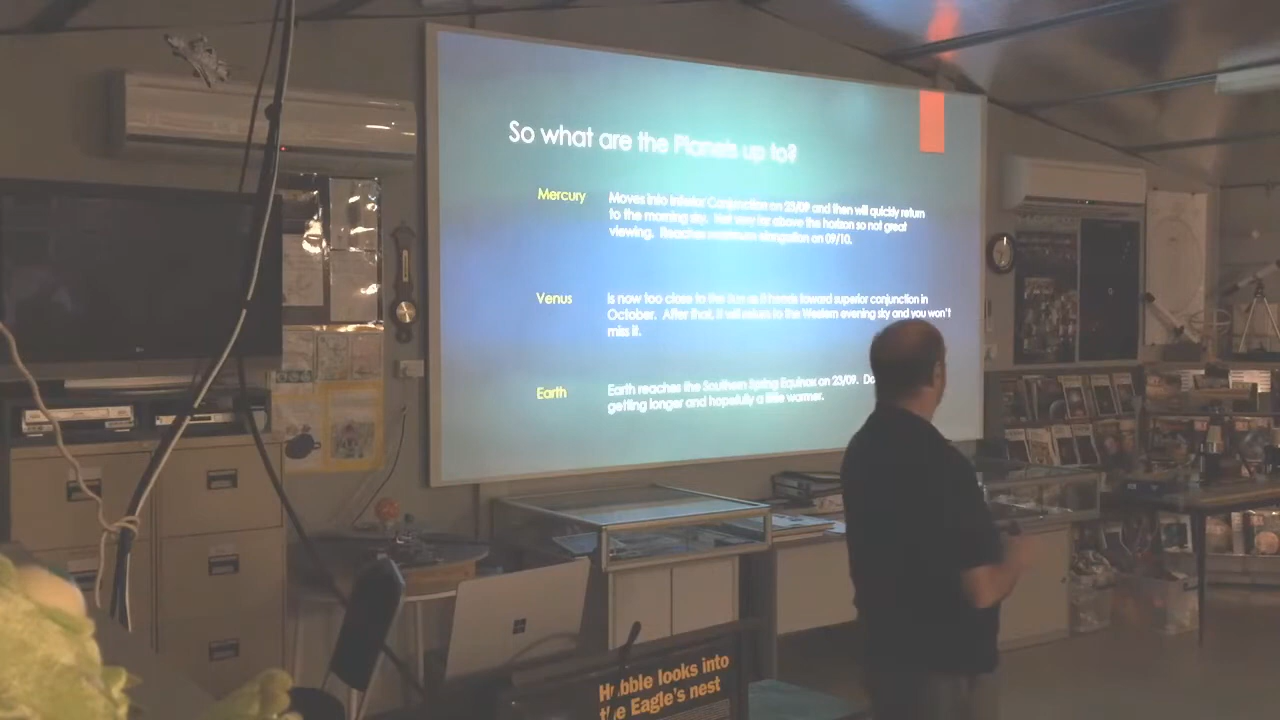 So what are the Planets up to?
Mercury
Moves into Inferior Conjunction on 23/09 and then will quickly return
to the morning sky. Not very far above the horizon so not great
viewing. Reaches maximum elongation on 09/10.
Venus
Is now too close to the Sun as it heads toward superior conjunction in
October. After that, it will return to the Western evening sky and you won't
miss it.
Earth
Earth reaches the Southern Spring Equinox on 23/09.
getting longer and hopefully a little warmer.
Hubble looks into
the Eagle's nest